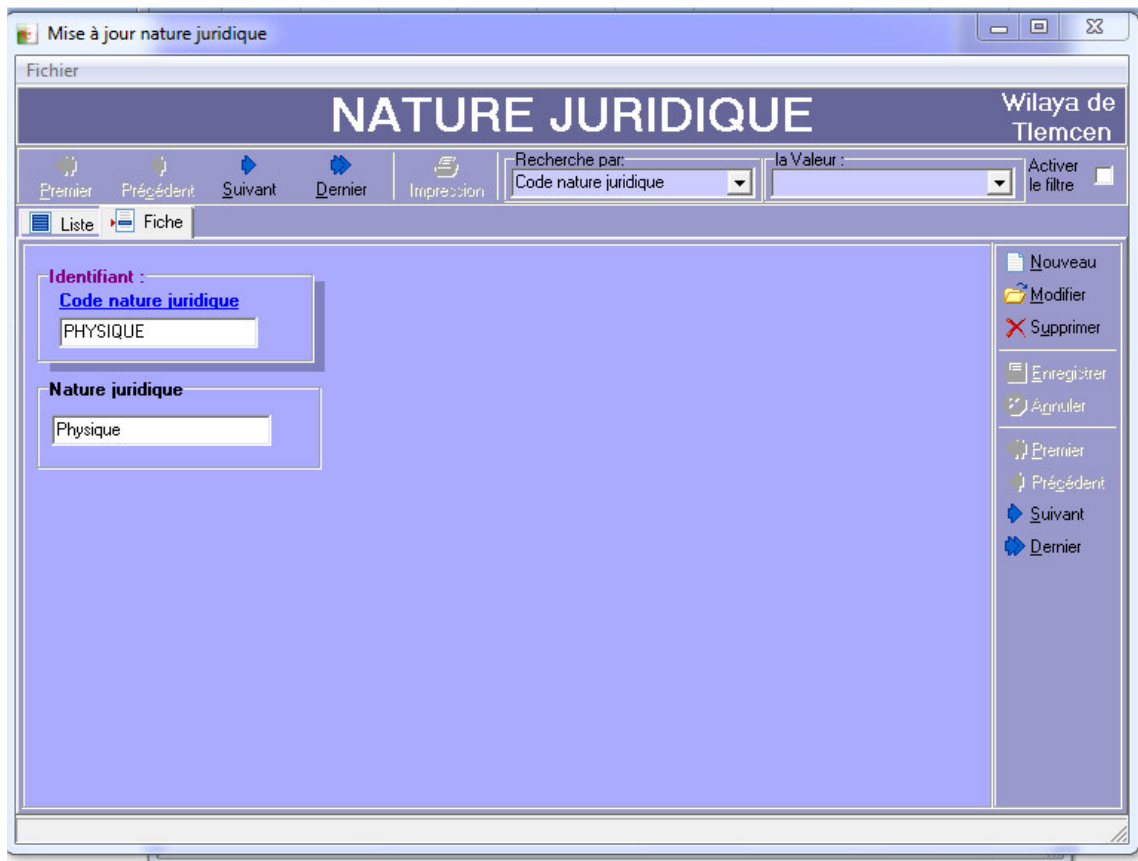 Mise à jour nature juridique
Fichier
NATURE JURIDIQUE
Wilaya de
Tlemcen
Premier
Précédent
Suivant
Dernier
Impression
Recherche par:
Code nature juridique
la Valeur :
Activer
le filtre
Liste
Fiche
Identifiant :
Code nature juridique
PHYSIQUE
Nature juridique
Physique
Nouveau
Modifier
Supprimer
Enregistrer
Annuler
Premier
Précédent
Suivant
Dernier